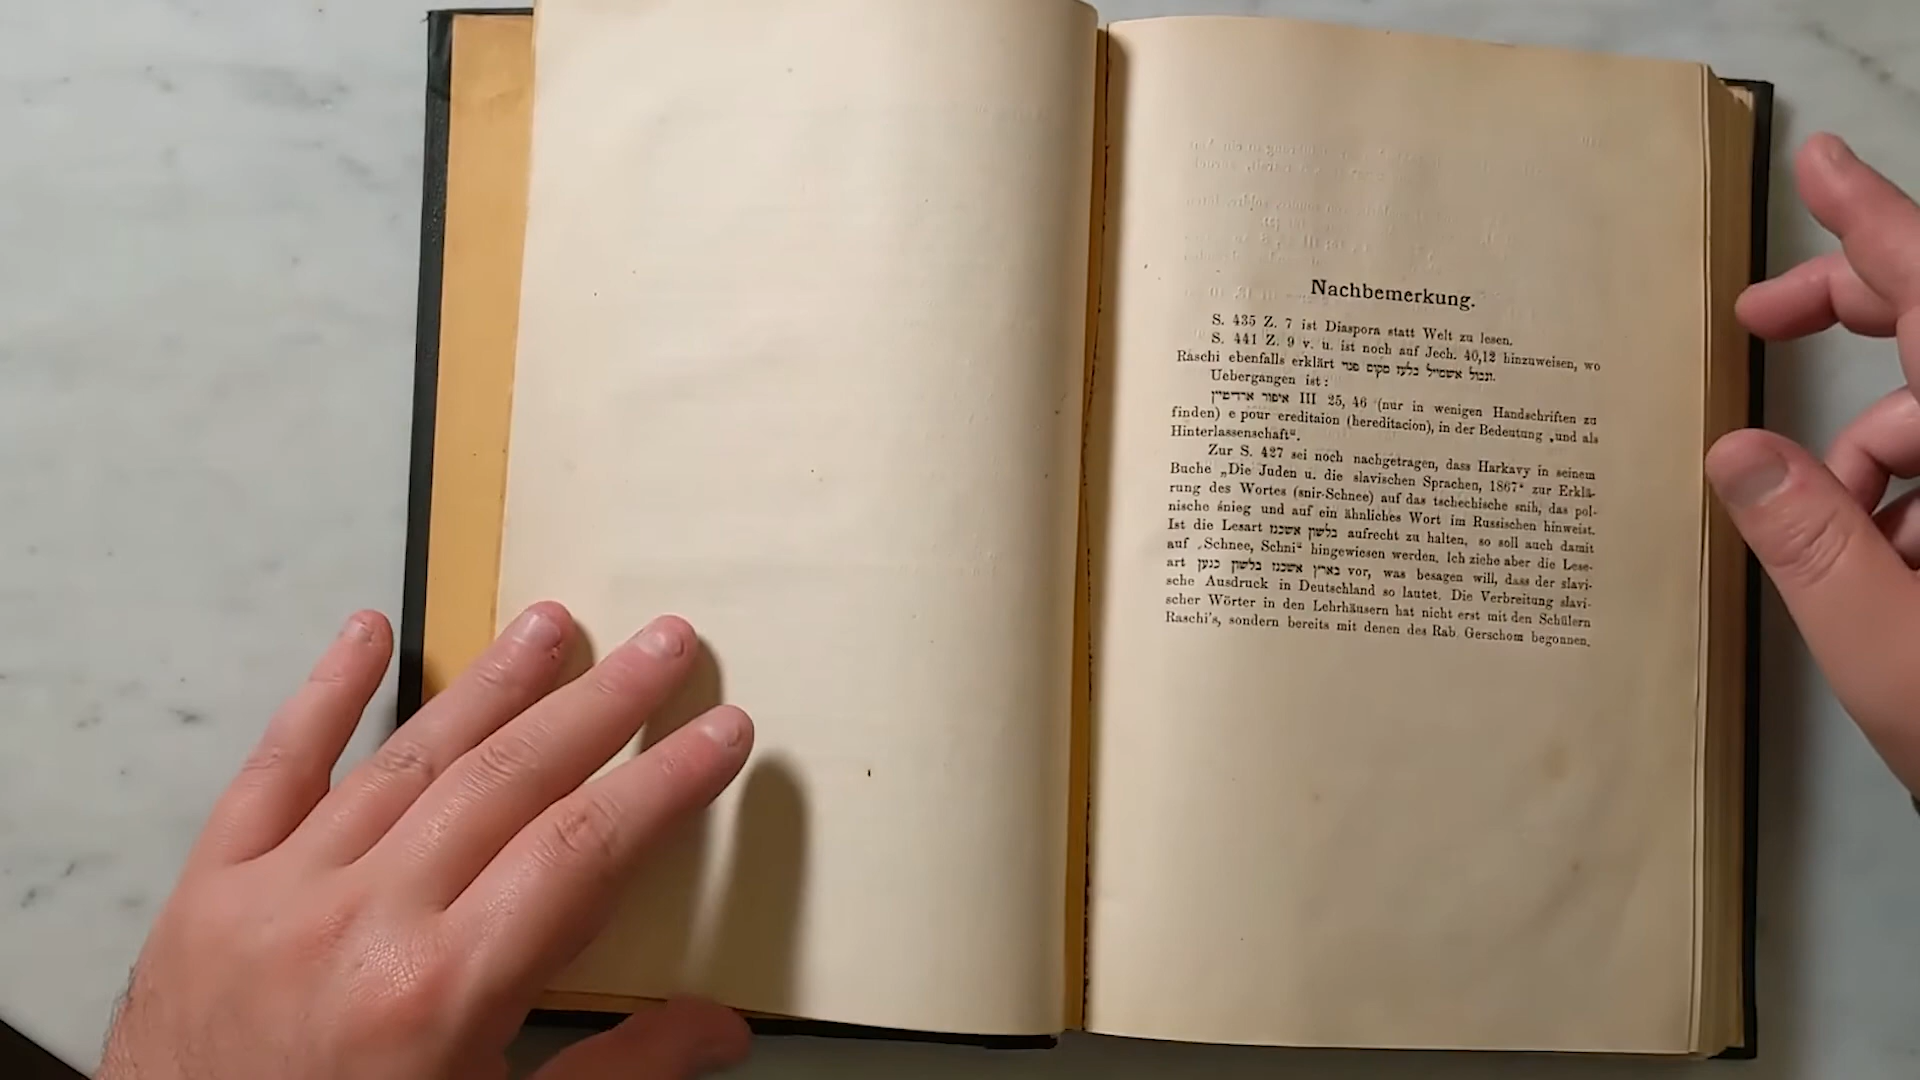 Nachbemerkung.
S. 435 Z. 7 ist Diaspora statt Welt zu lesen.
S. 441 Z. 9 v. u. ist noch auf Jech. 40,12 hinzuweisen, wo
Raschi ebenfalls erklärt וגבול אשפייל בלעז מקום פנוי.
Uebergangen ist:
איפור ארדטיין III 25, 46 (nur in wenigen Handschriften zu
finden) e pour ereditaion (hereditacion), in der Bedeutung „und als
Hinterlassenschaft“.
Zur S. 427 sei noch nachgetragen, dass Harkavy in seinem
Buche „Die Juden u. die slavischen Sprachen, 1867“ zur Erklä-
rung des Wortes (snir-Schnee) auf das tschechische snih, das pol-
nische śnieg und auf ein ähnliches Wort im Russischen hinweist.
Ist die Lesart בלשון אשכנז aufrecht zu halten, so soll auch damit
auf „Schnee, Schni“ hingewiesen werden. Ich ziehe aber die Lese-
art בארץ אשכנז בלשון כנען vor, was besagen will, dass der slavi-
sche Ausdruck in Deutschland so lautet. Die Verbreitung slavi-
scher Wörter in den Lehrhäusern hat nicht erst mit den Schülern
Raschi's, sondern bereits mit denen des Rab. Gerschom begonnen.